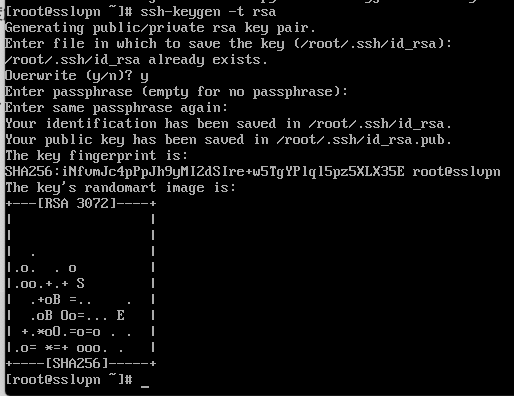 [root@sslvpn ~]# ssh-keygen -t rsa
Generating public/private rsa key pair.
Enter file in which to save the key (/root/.ssh/id_rsa):
/root/.ssh/id_rsa already exists.
Overwrite (y/n)? y
Enter passphrase (empty for no passphrase):
Enter same passphrase again:
Your identification has been saved in /root/.ssh/id_rsa.
Your public key has been saved in /root/.ssh/id_rsa.pub.
The key fingerprint is:
SHA256:iNfvmJc4pPpJh9yMI2dSIre+w5TgYPlql5pz5XLX35E root@sslvpn
The key's randomart image is:
+---[RSA 3072]----+
|                 |
|                 |
|  .              |
|.o.  . o         |
|.oo.+.+ S        |
|  .+oB =..    .  |
|  .oB Oo=... E   |
| +.*oO.=o=o . .  |
|.o= *=+ ooo. .   |
+----[SHA256]-----+
[root@sslvpn ~]# _